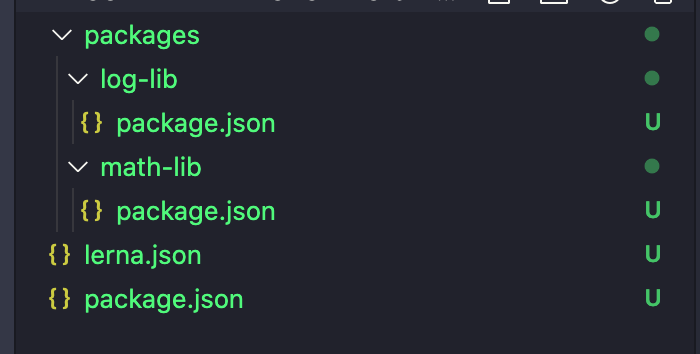 packages
log-lib
{} package.json U
math-lib
{} package.json U
{} lerna.json U
{} package.json U